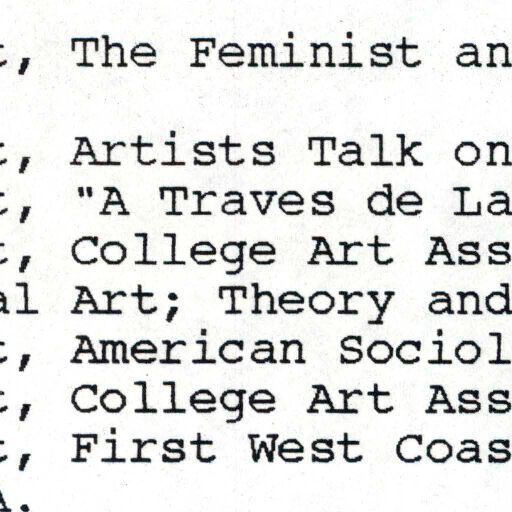 t, The Feminist an
t, Artists Talk on
t, "A Traves de La
t, College Art Ass
al Art; Theory and
t, American Sociol
t, College Art Ass
t, First West Coas
A.